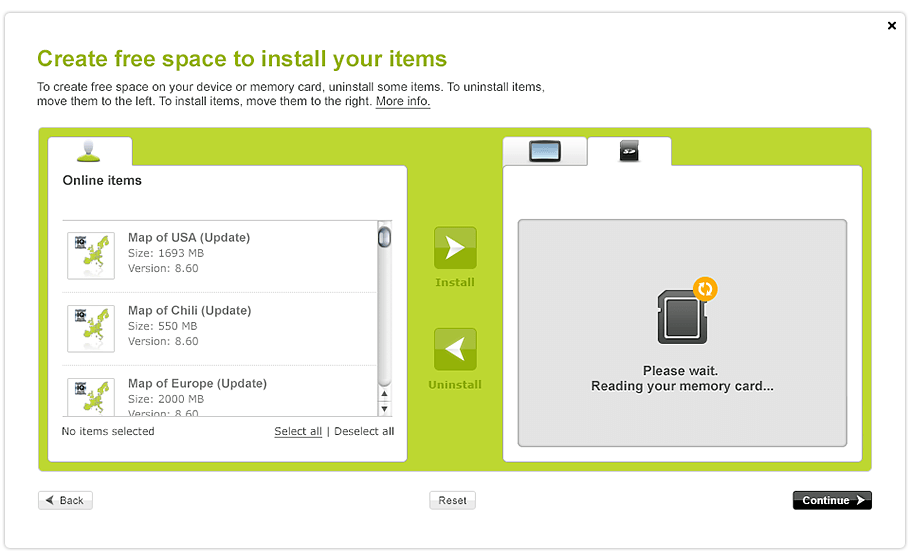 Create free space to install your items
To create free space on your device or memory card, uninstall some items. To uninstall items,
move them to the left. To install items, move them to the right. More info.
Online items
Map of USA (Update)
Size: 1693 MB
Version: 8.60
Map of Chili (Update)
Size: 550 MB
Version: 8.60
Map of Europe (Update)
Size: 2000 MB
Version: 8.60
No items selected
Select all | Deselect all
Install
Uninstall
SD
Please wait.
Reading your memory card...
Back
Reset
Continue